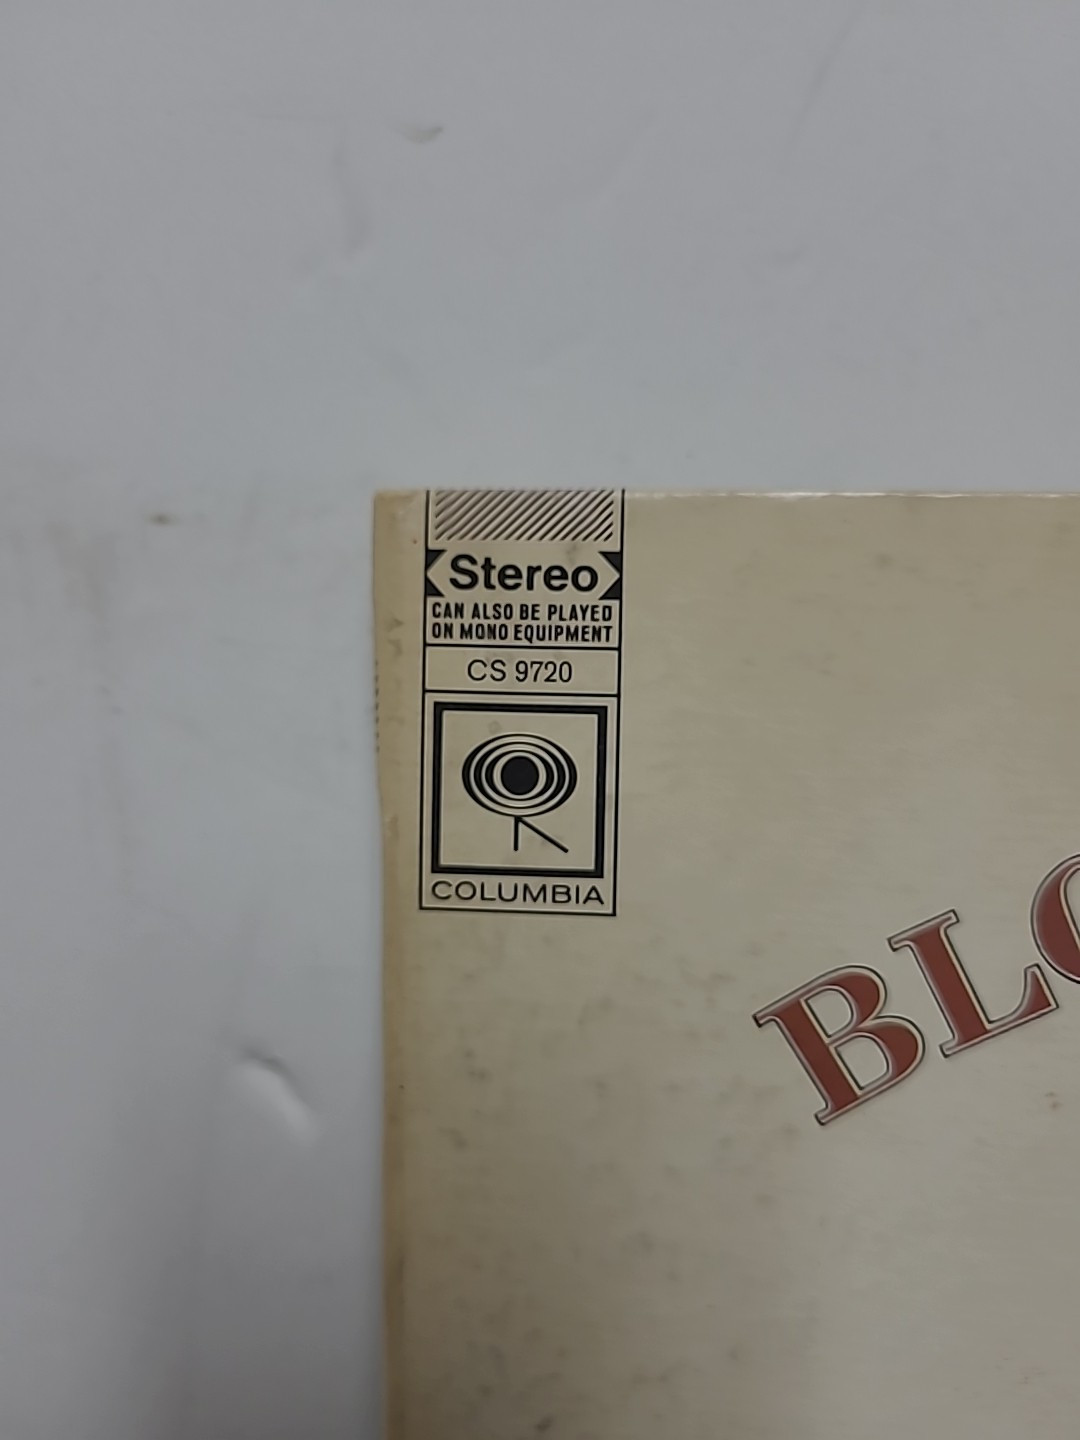 Stereo
CAN ALSO BE PLAYED
ON MONO EQUIPMENT
CS 9720
COLUMBIA
BLO